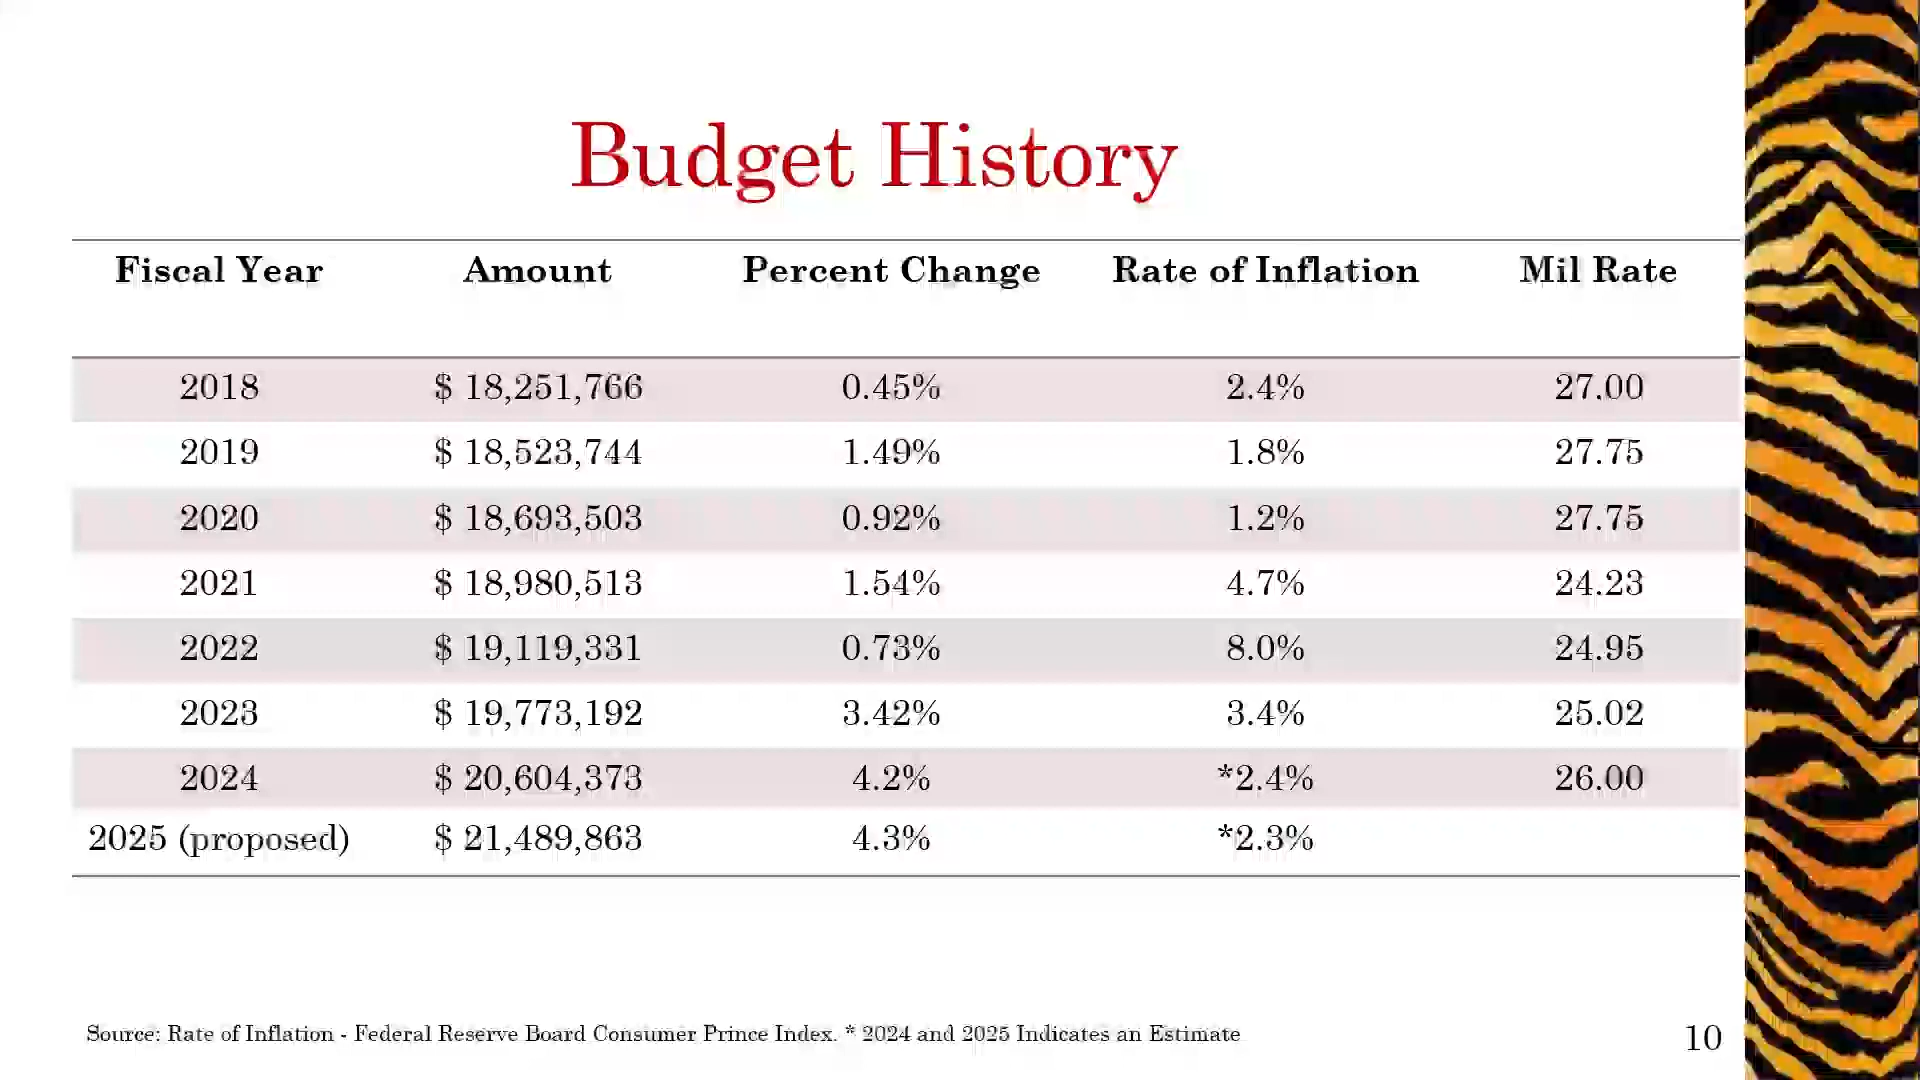 Budget History
Fiscal Year Amount Percent Change Rate of Inflation Mil Rate
2018 $ 18,251,766 0.45% 2.4% 27.00
2019 $ 18,523,744 1.49% 1.8% 27.75
2020 $ 18,693,503 0.92% 1.2% 27.75
2021 $ 18,980,513 1.54% 4.7% 24.23
2022 $ 19,119,331 0.73% 8.0% 24.95
2023 $ 19,773,192 3.42% 3.4% 25.02
2024 $ 20,604,373 4.2% *2.4% 26.00
2025 (proposed) $ 21,489,863 4.3% *2.3%
Source: Rate of Inflation - Federal Reserve Board Consumer Prince Index. * 2024 and 2025 Indicates an Estimate
10